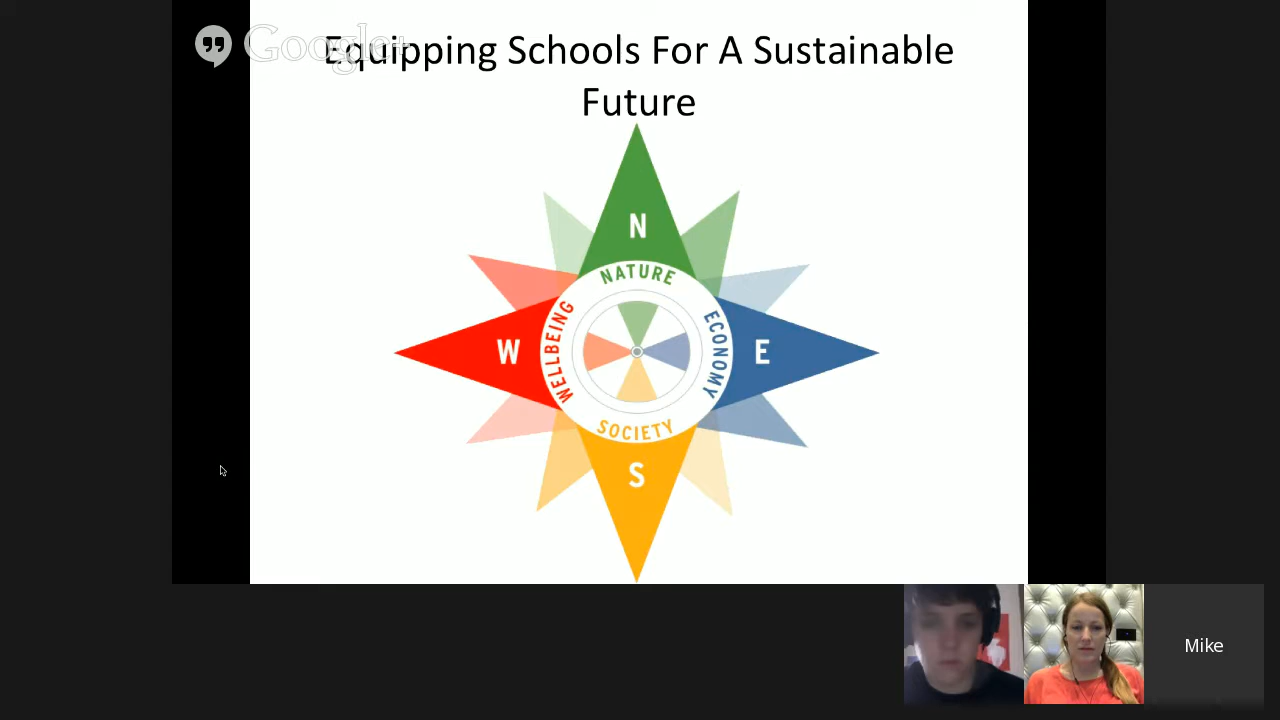 Google+
Equipping Schools For A Sustainable
Future
N
NATURE
WELLBEING
W
E
ECONOMY
SOCIETY
S
Mike